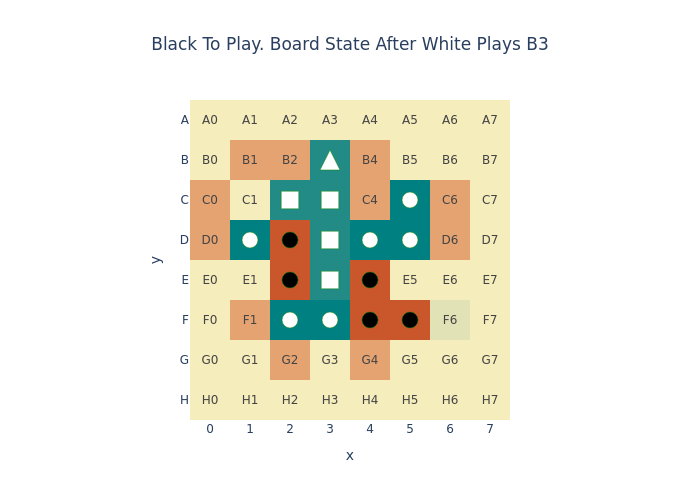 Black To Play. Board State After White Plays B3
A A0 A1 A2 A3 A4 A5 A6 A7
B B0 B1 B2 B4 B5 B6 B7
C C0 C1 C4 C6 C7
y
D D0 D6 D7
E E0 E1 E5 E6 E7
F F0 F1 F6 F7
G G0 G1 G2 G3 G4 G5 G6 G7
H H0 H1 H2 H3 H4 H5 H6 H7
0 1 2 3 4 5 6 7
x